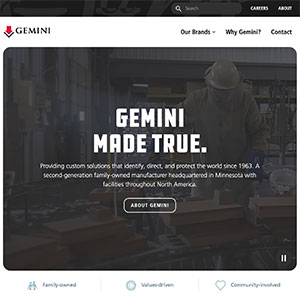 Search
CAREERS
ABOUT
GEMINI
Our Brands
Why Gemini?
Contact
GEMINI
MADE TRUE.
Providing custom solutions that identify, direct, and protect the world since 1963. A
second-generation family-owned manufacturer headquartered in Minnesota with
facilities throughout North America.
ABOUT GEMINI
Family-owned
Values-driven
Community-involved